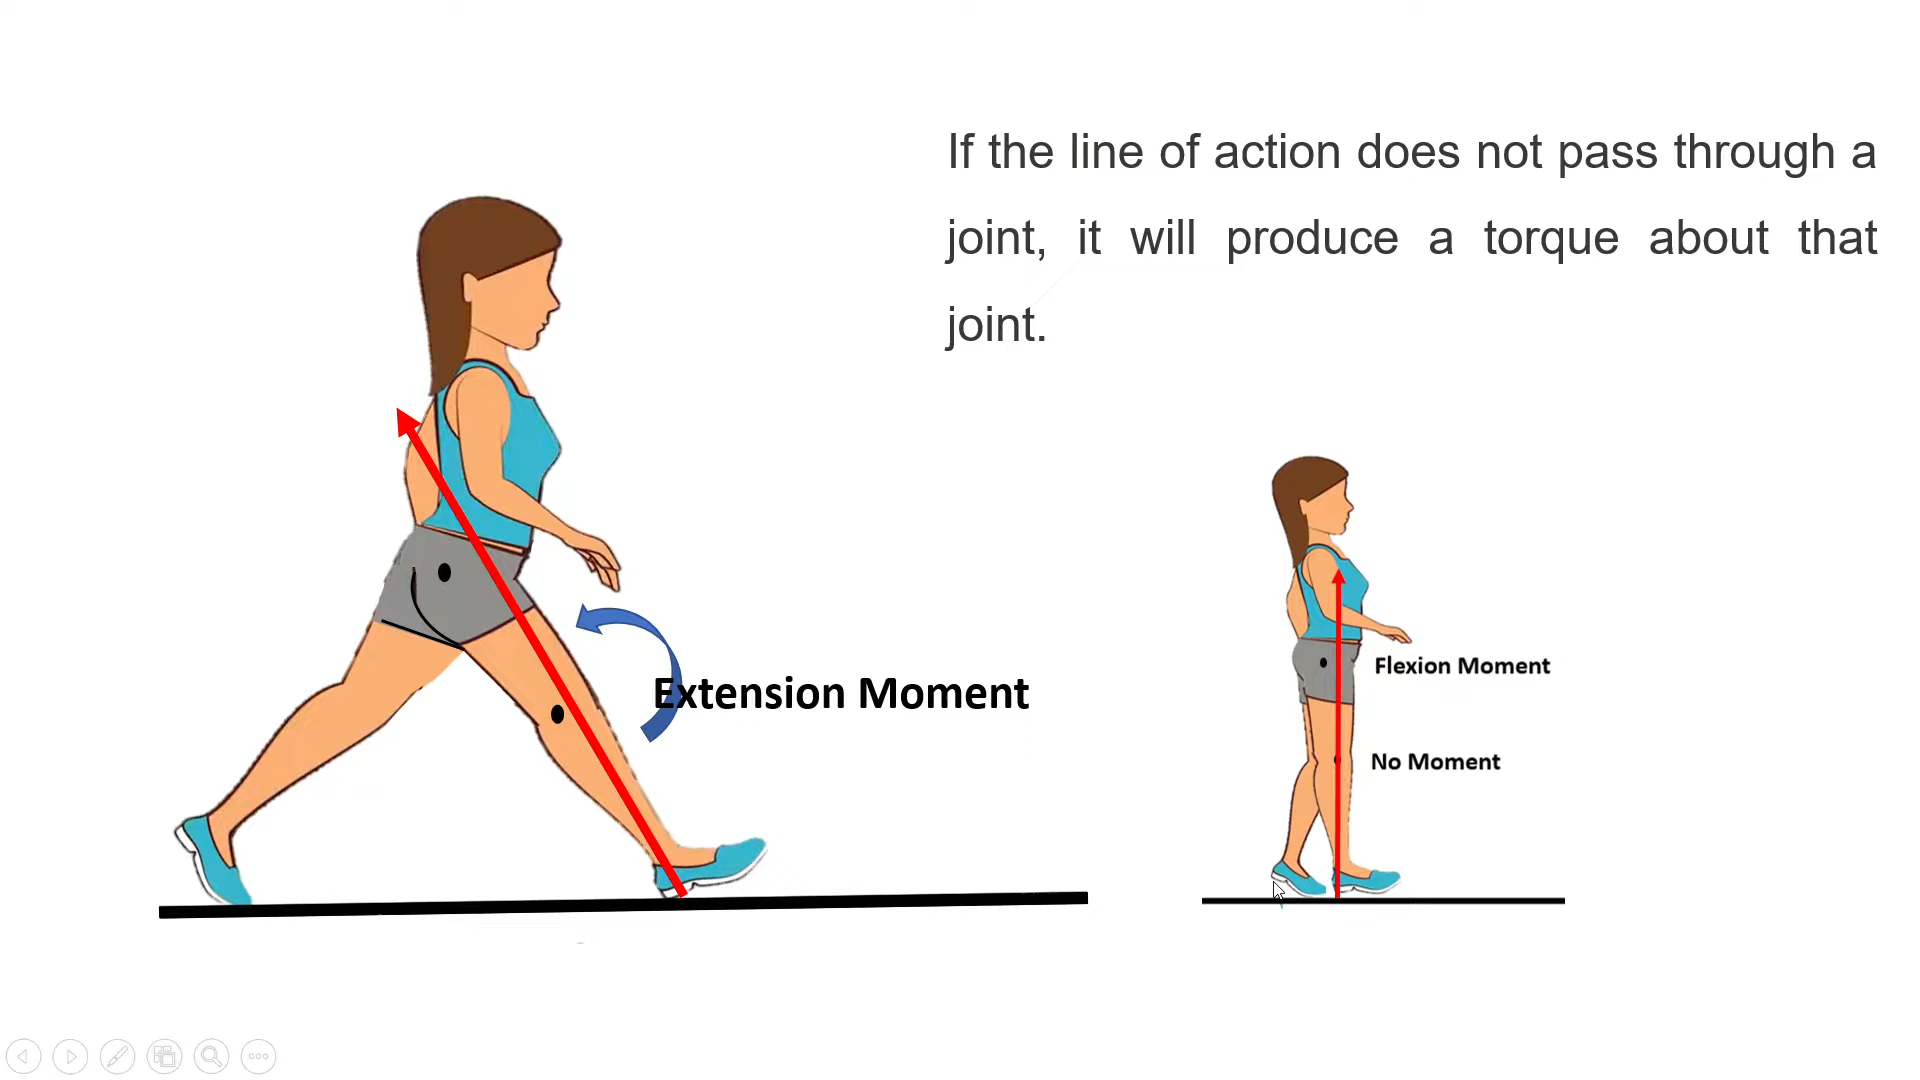 If the line of action does not pass through a
joint, it will produce a torque about that
joint.
Extension Moment
Flexion Moment
No Moment